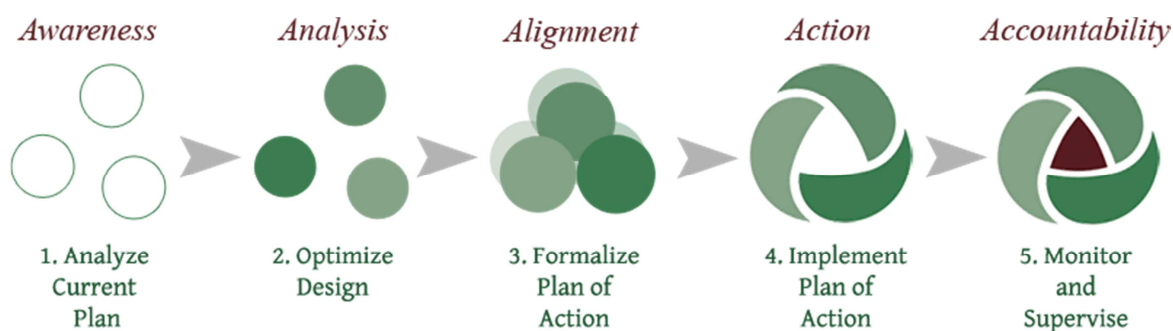 Awareness
Analysis
Alignment
Action
Accountability
1. Analyze
Current
Plan
2. Optimize
Design
3. Formalize
Plan of
Action
4. Implement
Plan of
Action
5. Monitor
and
Supervise